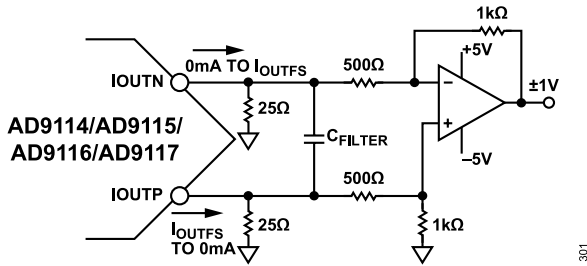 1kΩ
0mA TO IOUTFS
500Ω
+5V
IOUTN
−
±1V
25Ω
AD9114/AD9115/
AD9116/AD9117
CFILTER
+
−5V
IOUTP
500Ω
IOUTFS
TO 0mA
25Ω
1kΩ
301